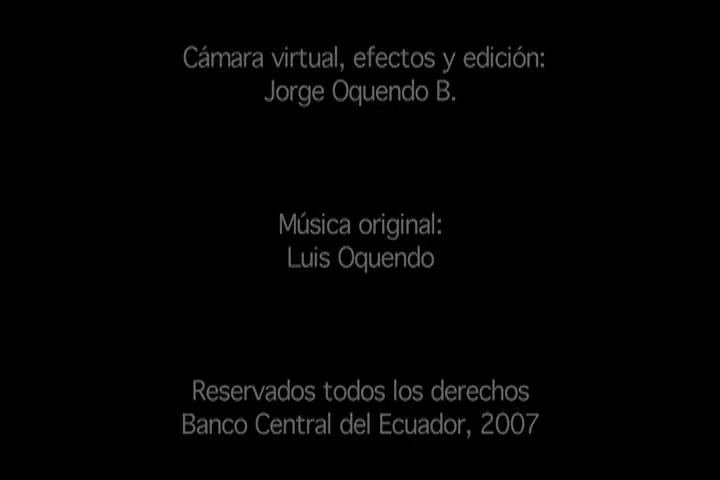 Cámara virtual, efectos y edición:
Jorge Oquendo B.
Música original:
Luis Oquendo
Reservados todos los derechos
Banco Central del Ecuador, 2007